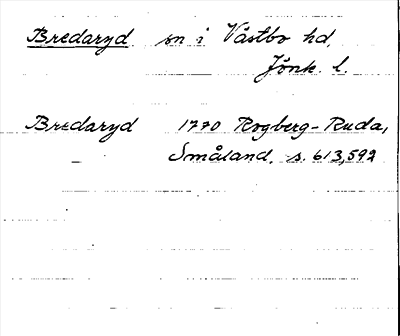 Bredaryd sn i Västbo hd,
Jönk. l.
Bredaryd 1770 Rogberg-Ruda,
Småland, s. 613,592